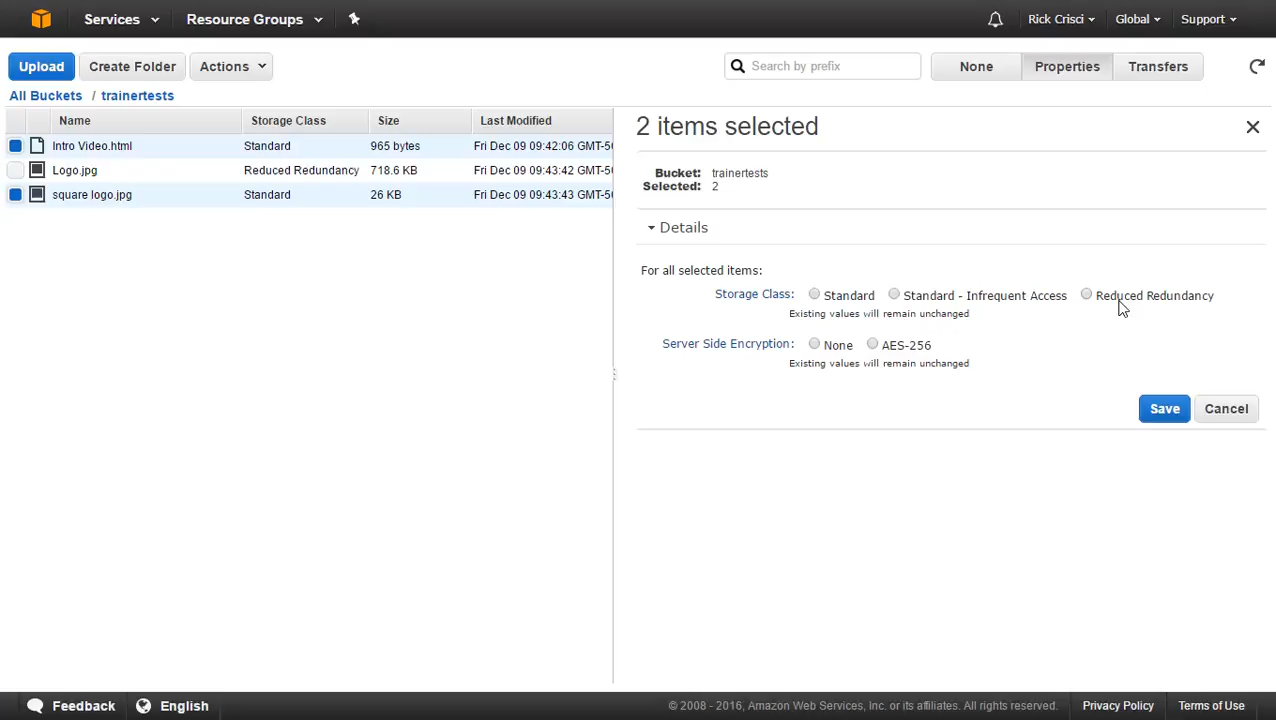 Services Resource Groups Rick Crisci Global Support
Upload Create Folder Actions Search by prefix None Properties Transfers
All Buckets / trainertests
Name Storage Class Size Last Modified
Intro Video.html Standard 965 bytes Fri Dec 09 09:42:06 GMT-5
Logo.jpg Reduced Redundancy 718.6 KB Fri Dec 09 09:43:42 GMT-5
square logo.jpg Standard 26 KB Fri Dec 09 09:43:43 GMT-5
2 items selected
Bucket: trainertests
Selected: 2
Details
For all selected items:
Storage Class: Standard Standard - Infrequent Access Reduced Redundancy
Existing values will remain unchanged
Server Side Encryption: None AES-256
Existing values will remain unchanged
Save Cancel
Feedback English © 2008 - 2016, Amazon Web Services, Inc. or its affiliates. All rights reserved. Privacy Policy Terms of Use